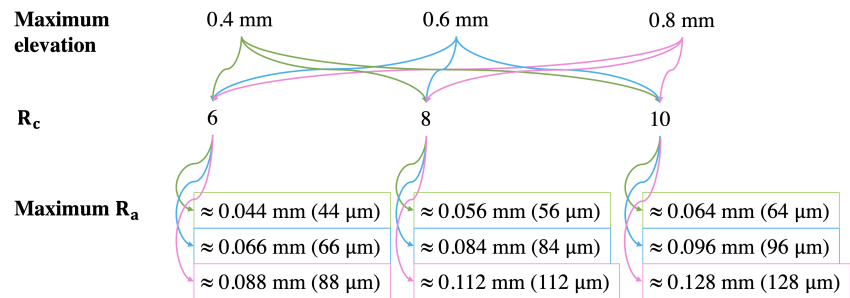 Maximum elevation
0.4 mm 0.6 mm 0.8 mm
R_c
6 8 10
Maximum R_a
≈ 0.044 mm (44 μm) ≈ 0.056 mm (56 μm) ≈ 0.064 mm (64 μm)
≈ 0.066 mm (66 μm) ≈ 0.084 mm (84 μm) ≈ 0.096 mm (96 μm)
≈ 0.088 mm (88 μm) ≈ 0.112 mm (112 μm) ≈ 0.128 mm (128 μm)